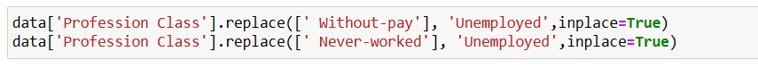 data['Profession Class'].replace([' Without-pay'], 'Unemployed',inplace=True)
data['Profession Class'].replace([' Never-worked'], 'Unemployed',inplace=True)